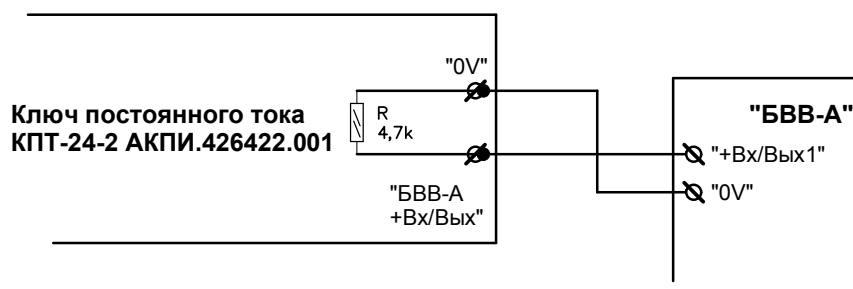 "0V"
Ключ постоянного тока
КПТ-24-2 АКПИ.426422.001
R
4,7k
"БВВ-А
+Вх/Вых"
"БВВ-А"
"+Вх/Вых1"
"0V"